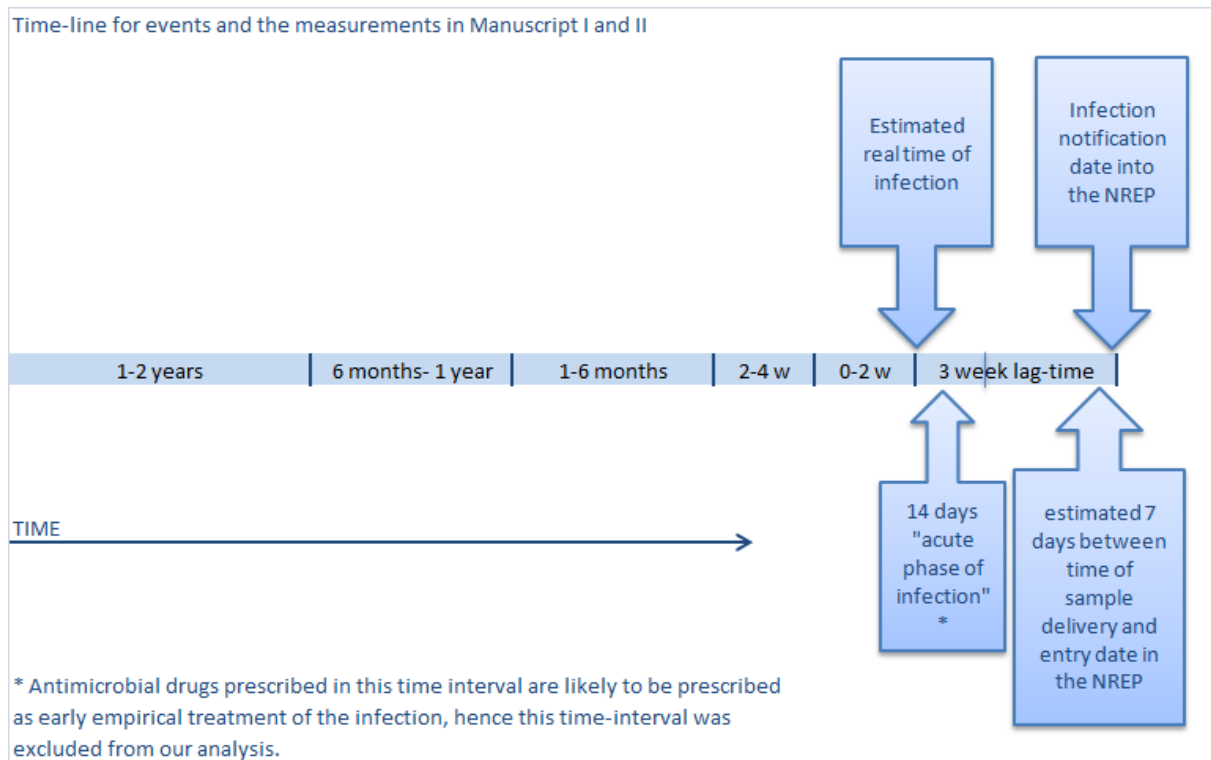 Time-line for events and the measurements in Manuscript I and II
Estimated
real time of
infection
Infection
notification
date into
the NREP
1-2 years
6 months- 1 year
1-6 months
2-4 w
0-2 w
3 week lag-time
TIME
14 days
"acute
phase of
infection"
*
estimated 7
days between
time of
sample
delivery and
entry date in
the NREP
* Antimicrobial drugs prescribed in this time interval are likely to be prescribed
as early empirical treatment of the infection, hence this time-interval was
excluded from our analysis.